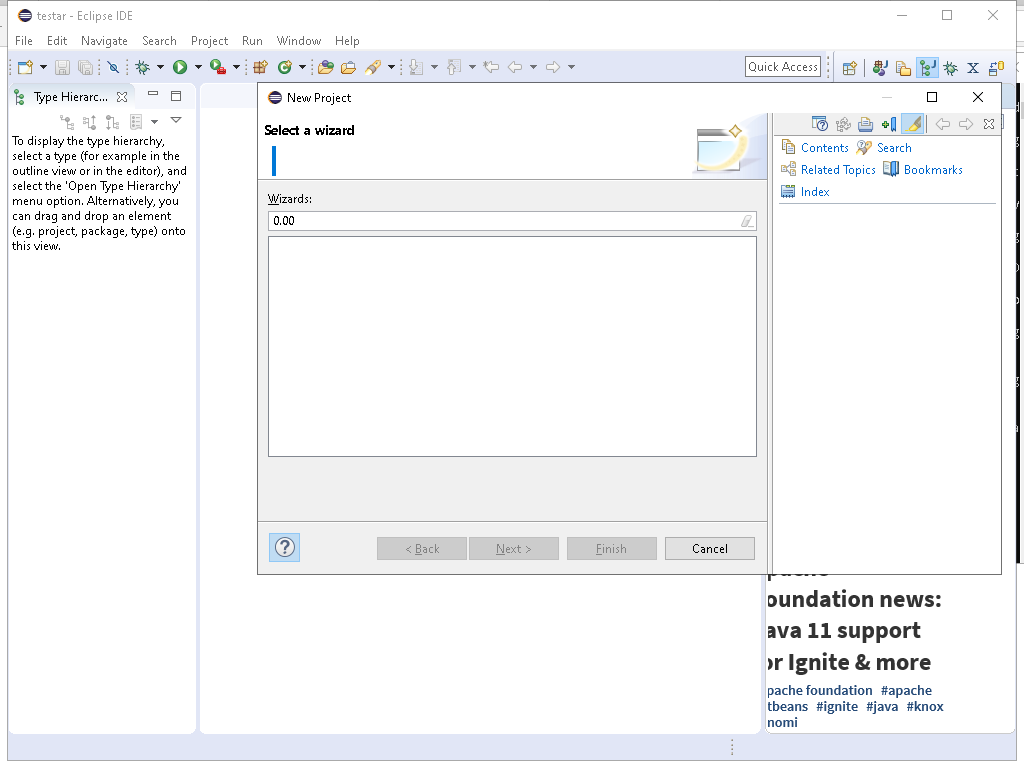 testar - Eclipse IDE
File Edit Navigate Search Project Run Window Help
Quick Access
Type Hierarc...
To display the type hierarchy,
select a type (for example in the
outline view or in the editor), and
select the 'Open Type Hierarchy'
menu option. Alternatively, you
can drag and drop an element
(e.g. project, package, type) onto
this view.
New Project
Select a wizard
Wizards:
0.00
< Back Next > Finish Cancel
Contents Search
Related Topics Bookmarks
Index
oundation news:
ava 11 support
or Ignite & more
pache foundation #apache
tbeans #ignite #java #knox
nomi